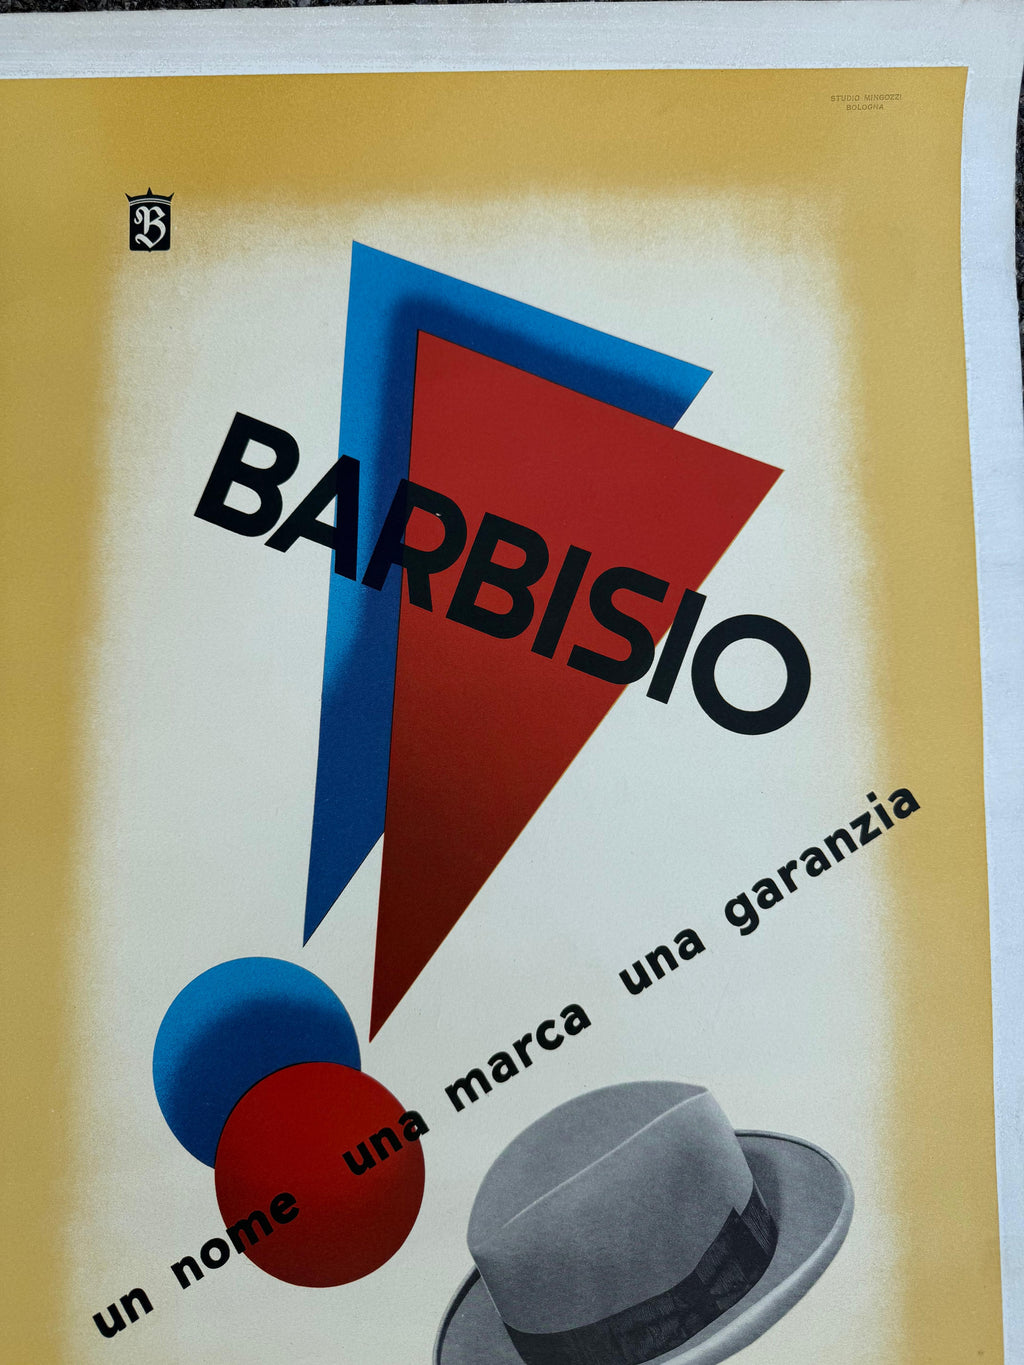 STUDIO MINGOZZI
BOLOGNA
B
BARBISIO
un nome una marca una garanzia